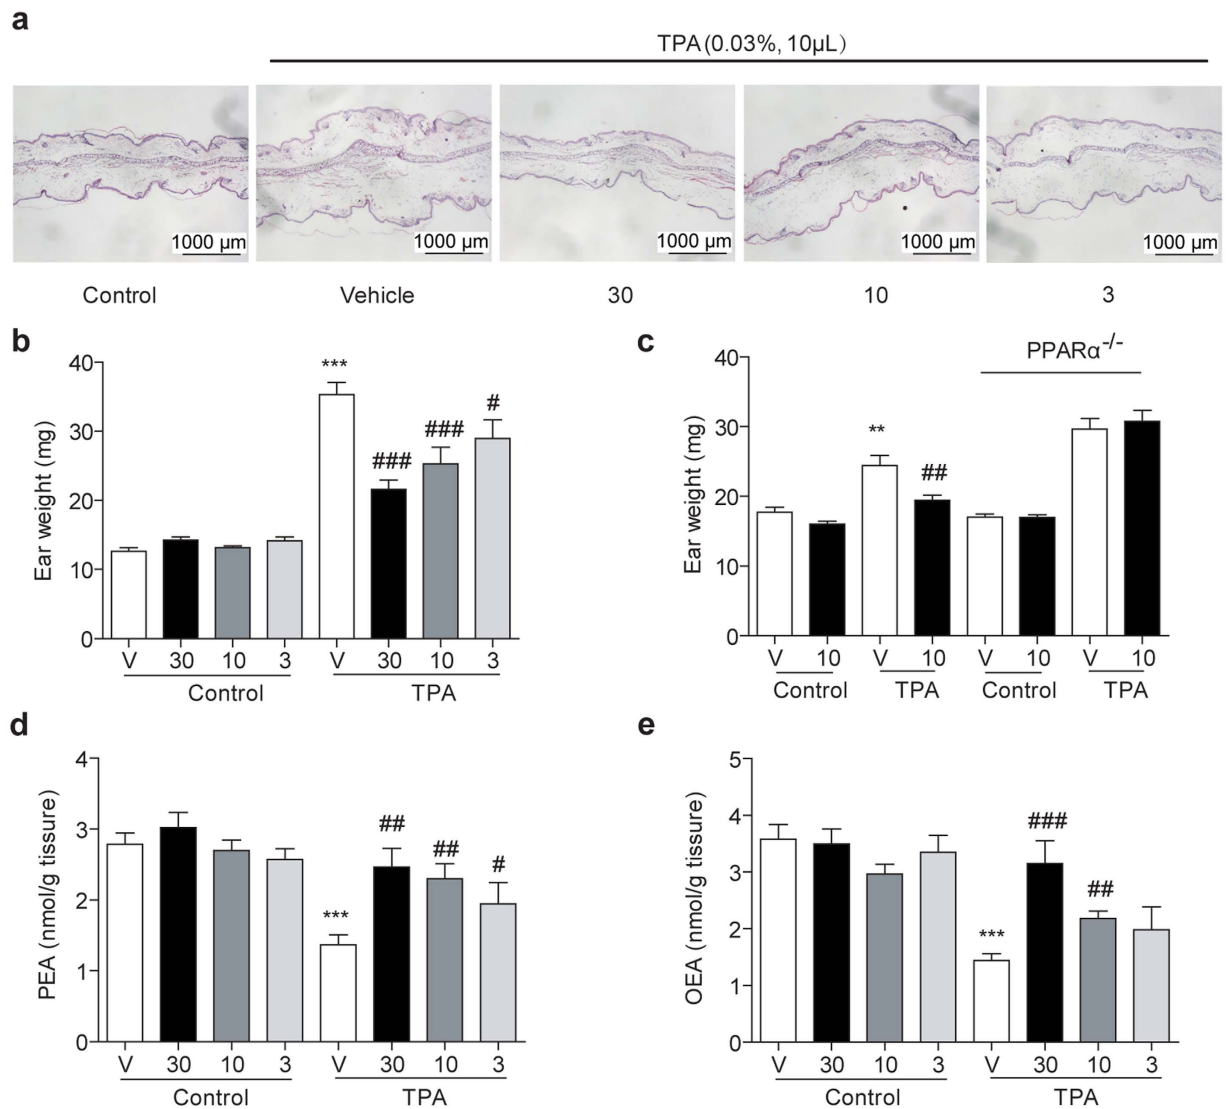 a
TPA(0.03%, 10μL)
1000 μm 1000 μm 1000 μm 1000 μm 1000 μm
Control Vehicle 30 10 3
b
Ear weight (mg)
40
30
20
10
0
*** ### ### #
V 30 10 3 V 30 10 3
Control TPA
c
PPARα-/-
Ear weight (mg)
40
30
20
10
0
** ##
V 10 V 10 V 10 V 10
Control TPA Control TPA
d
PEA (nmol/g tissure)
4
3
2
1
0
*** ## ## #
V 30 10 3 V 30 10 3
Control TPA
e
OEA (nmol/g tissure)
5
4
3
2
1
0
*** ### ##
V 30 10 3 V 30 10 3
Control TPA